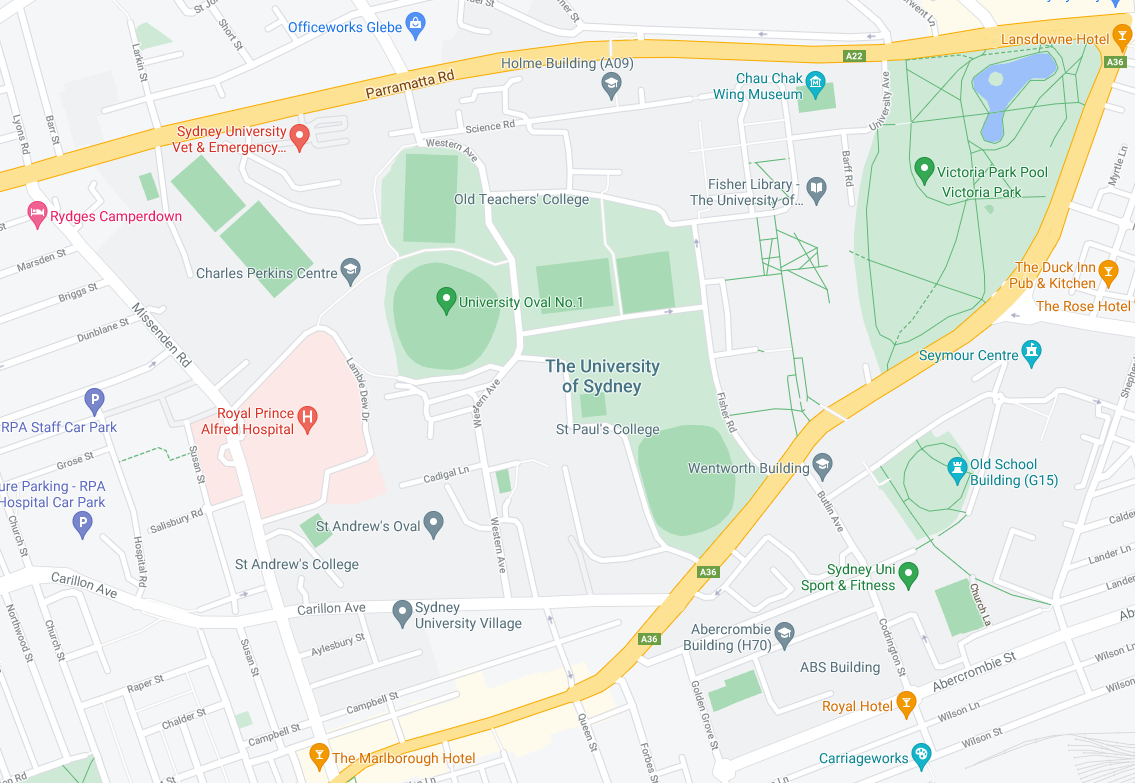 St Jo
Short St
Officeworks Glebe
rner St
erwent Ln
Lansdowne Hotel
A22
A36
Larkin St
Parramatta Rd
Holme Building (A09)
Chau Chak
Wing Museum
University Ave
Lyons Rd
Barr St
Sydney University
Vet & Emergency...
Science Rd
Western Ave
Barff Rd
Myrtle Ln
Victoria Park Pool
Victoria Park
Fisher Library -
The University of...
Old Teachers' College
Rydges Camperdown
Marsden St
Charles Perkins Centre
Briggs St
University Oval No.1
The Duck Inn
Pub & Kitchen
The Rose Hotel
Dunblane St
Missenden Rd
Seymour Centre
The University
of Sydney
Lambie Dew Dr
Western Ave
Fisher Rd
Shephe
RPA Staff Car Park
Royal Prince
Alfred Hospital
St Paul's College
Grose St
Susan St
Wentworth Building
Old School
Building (G15)
Cadigal Ln
ure Parking - RPA
Hospital Car Park
Butlin Ave
Salisbury Rd
St Andrew's Oval
Western Ave
Church St
Hospital Rd
Calde
Lander Ln
Lande
St Andrew's College
A36
Sydney Uni
Sport & Fitness
Carillon Ave
Carillon Ave
Sydney
University Village
Church La
Northwood St
Church St
Susan St
Aylesbury St
A36
Abercrombie
Building (H70)
ABS Building
Codrington St
Abercrombie St
Ab
Wilson Ln
Wilson
Raper St
Campbell St
Golden Grove St
Royal Hotel
Wilson Ln
Chalder St
Campbell St
Queen St
Forbes St
Wilson St
The Marlborough Hotel
Carriageworks
n Rd